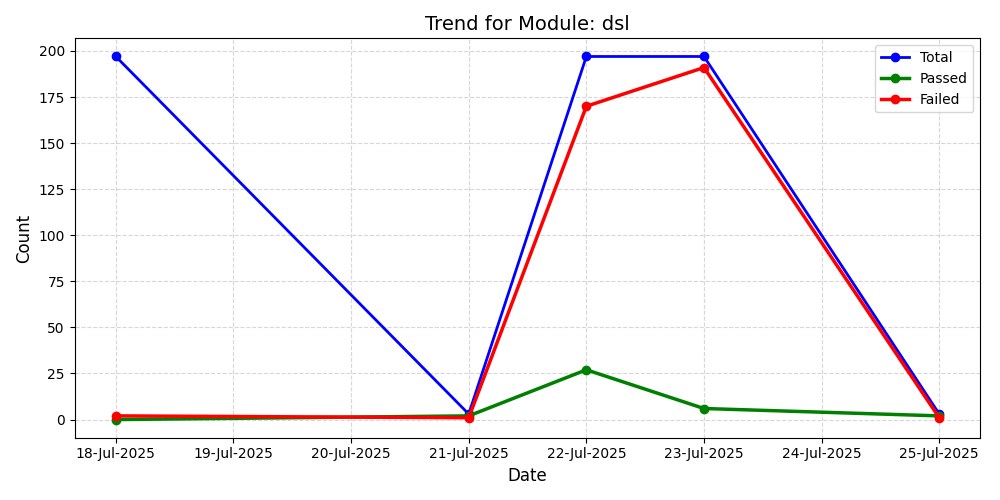 Trend for Module: dsl
Count
200
175
150
125
100
75
50
25
0
Total
Passed
Failed
18-Jul-2025 19-Jul-2025 20-Jul-2025 21-Jul-2025 22-Jul-2025 23-Jul-2025 24-Jul-2025 25-Jul-2025
Date